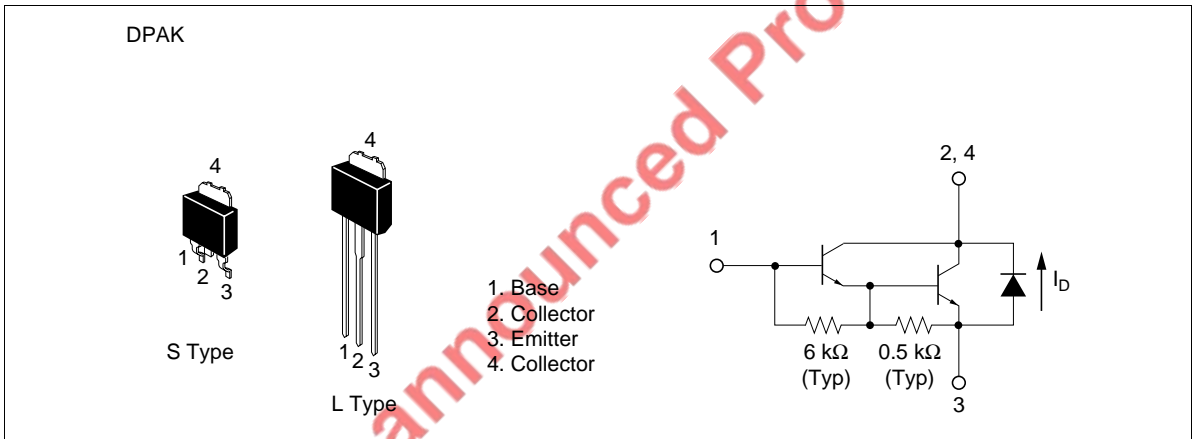 DPAK
4
1
2
3
S Type
4
1
2
3
L Type
1. Base
2. Collector
3. Emitter
4. Collector
2, 4
1
I_D
6 kΩ
(Typ)
0.5 kΩ
(Typ)
3
announced Pro